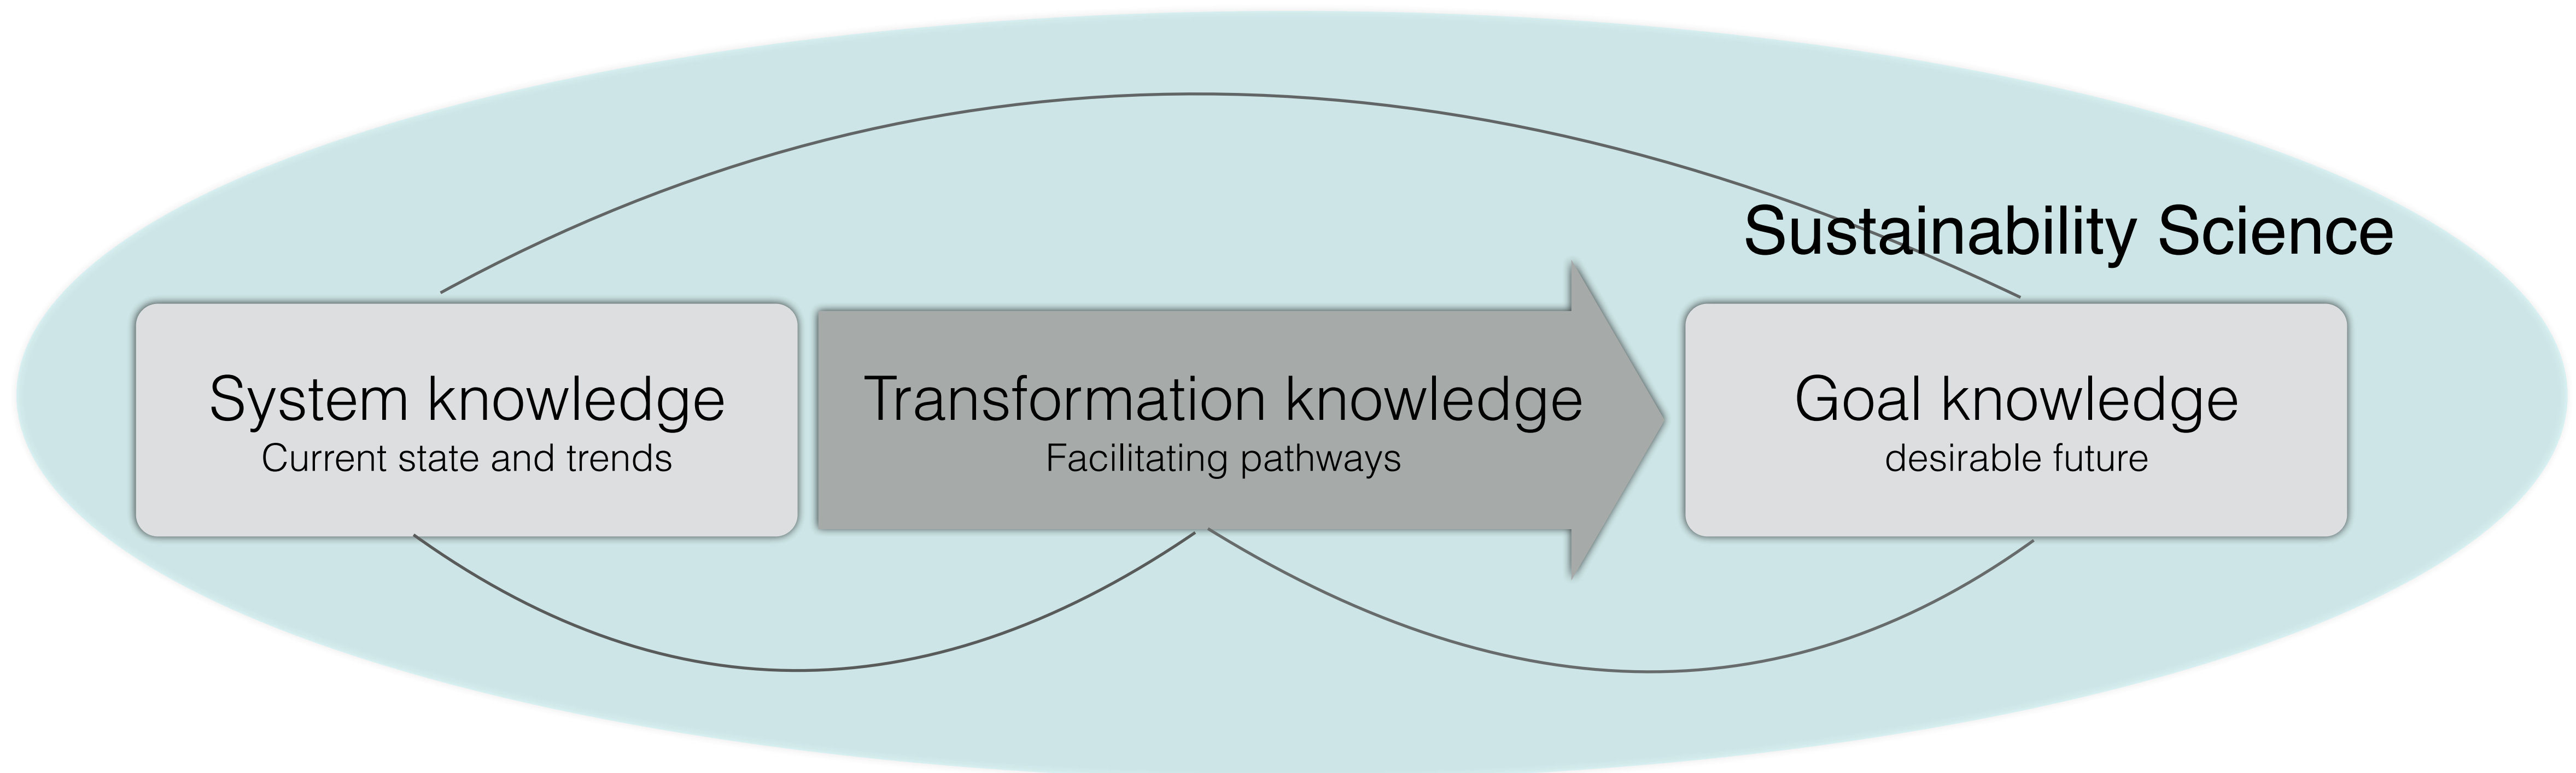 Sustainability Science
System knowledge
Current state and trends
Transformation knowledge
Facilitating pathways
Goal knowledge
desirable future